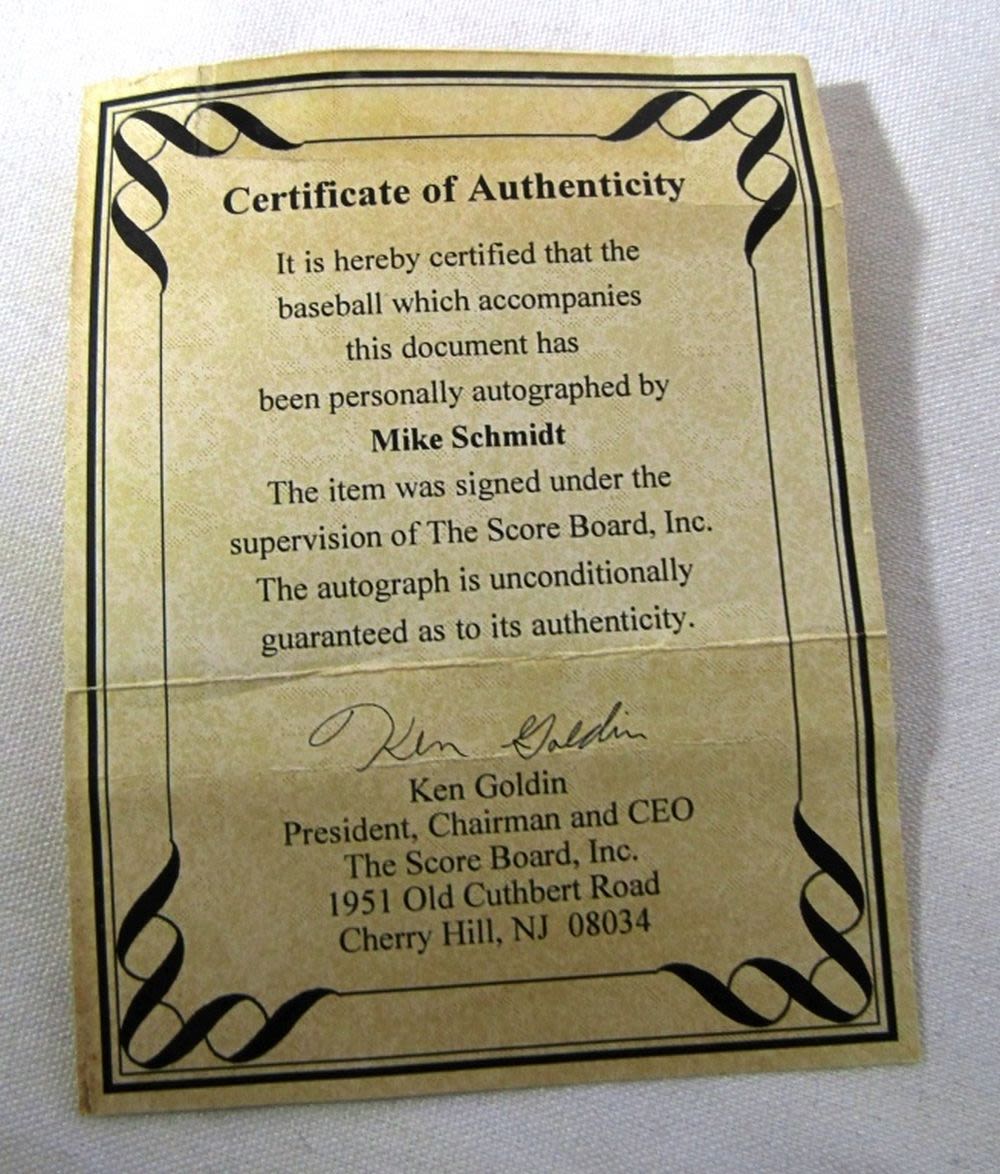 Certificate of Authenticity
It is hereby certified that the
baseball which accompanies
this document has
been personally autographed by
Mike Schmidt
The item was signed under the
supervision of The Score Board, Inc.
The autograph is unconditionally
guaranteed as to its authenticity.
Ken Goldin
Ken Goldin
President, Chairman and CEO
The Score Board, Inc.
1951 Old Cuthbert Road
Cherry Hill, NJ 08034